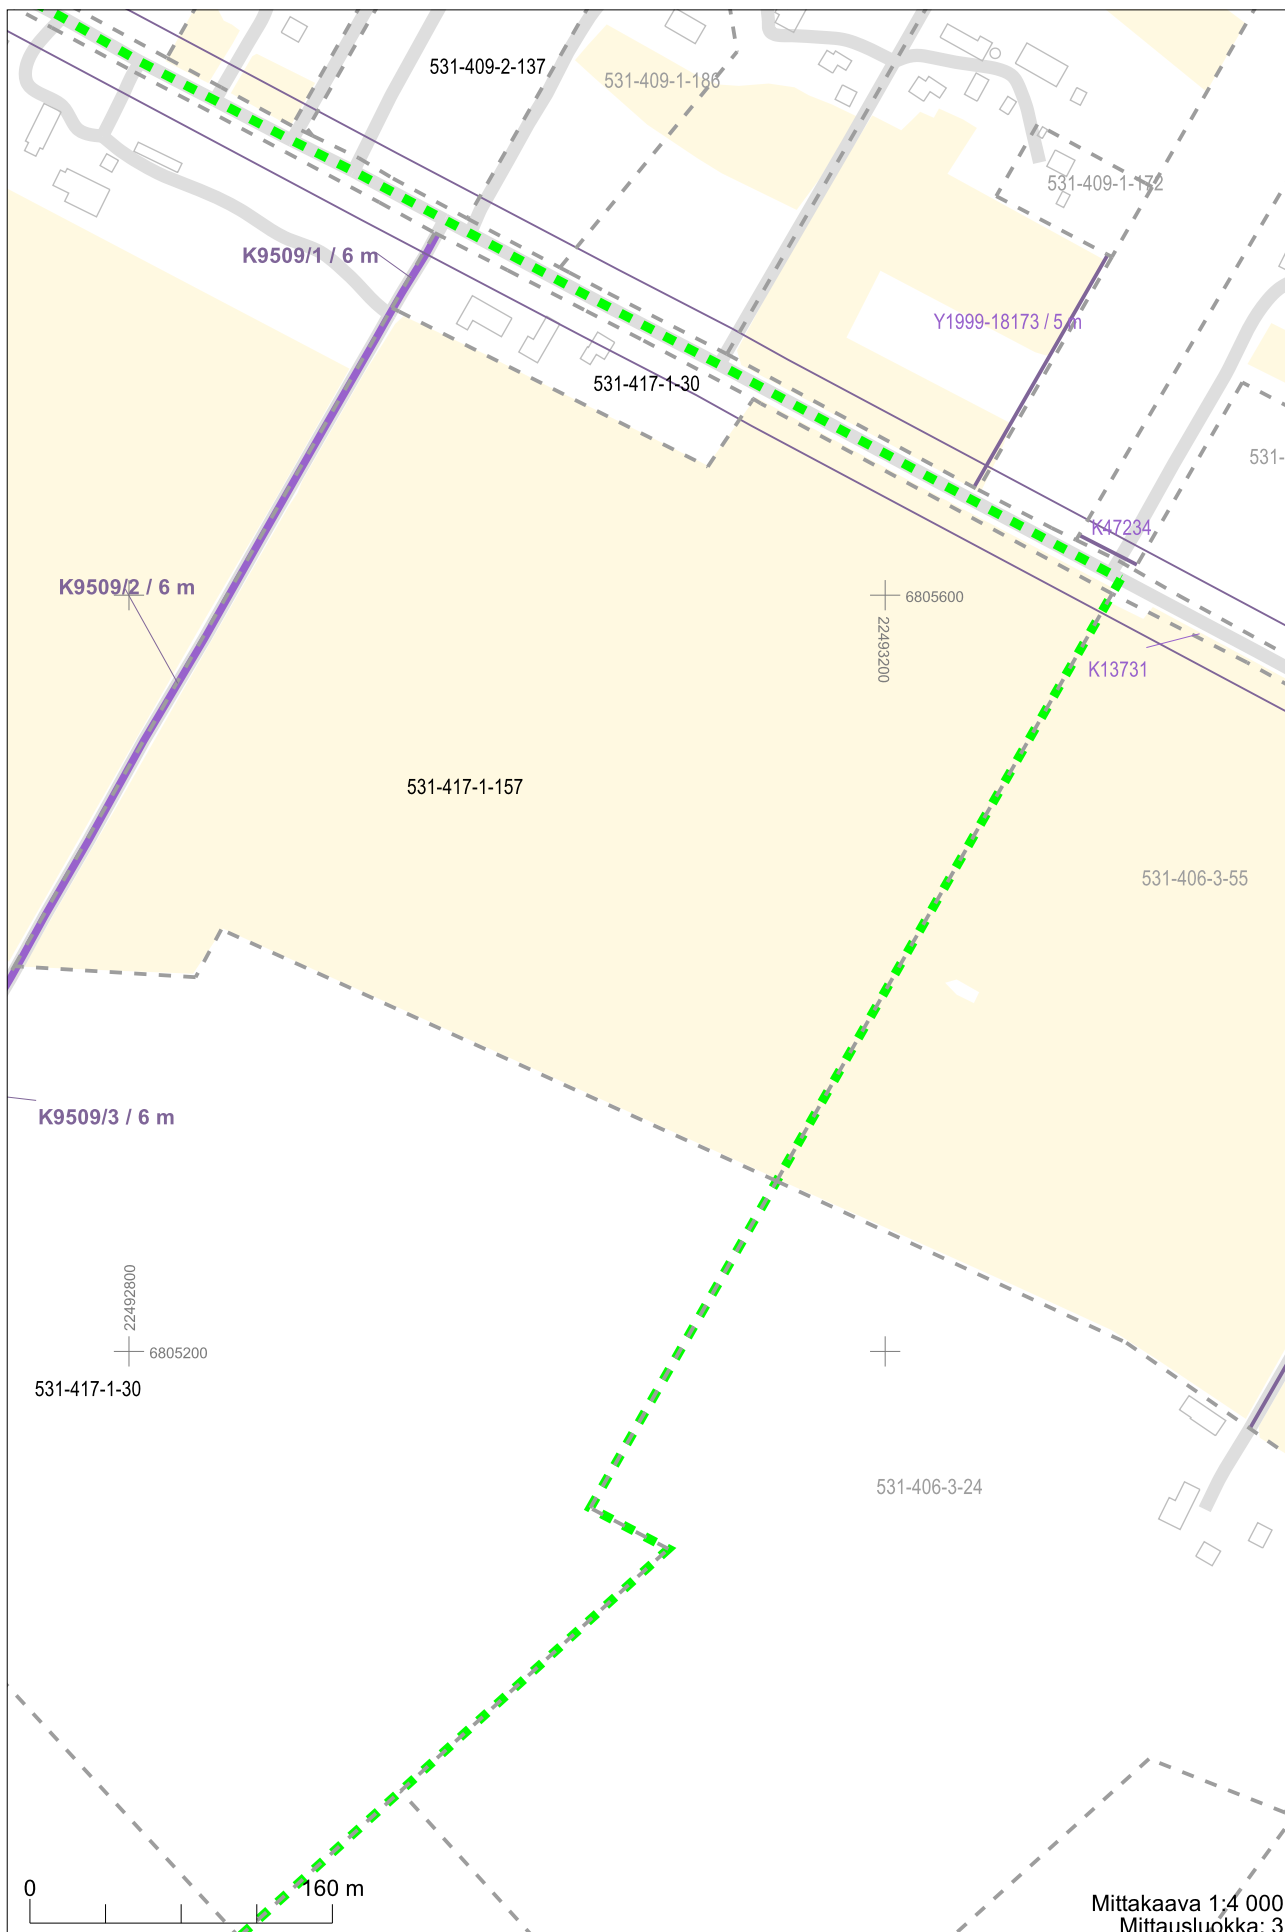 531-409-2-137
531-409-1-186
531-409-1-172
K9509/1 / 6 m
Y1999-18173 / 5 m
531-417-1-30
531-
K47234
K9509/2 / 6 m
6805600
22493200
K13731
531-417-1-157
531-406-3-55
K9509/3 / 6 m
22492800
6805200
531-417-1-30
531-406-3-24
0
160 m
Mittakaava 1:4 000
Mittausluokka: 3